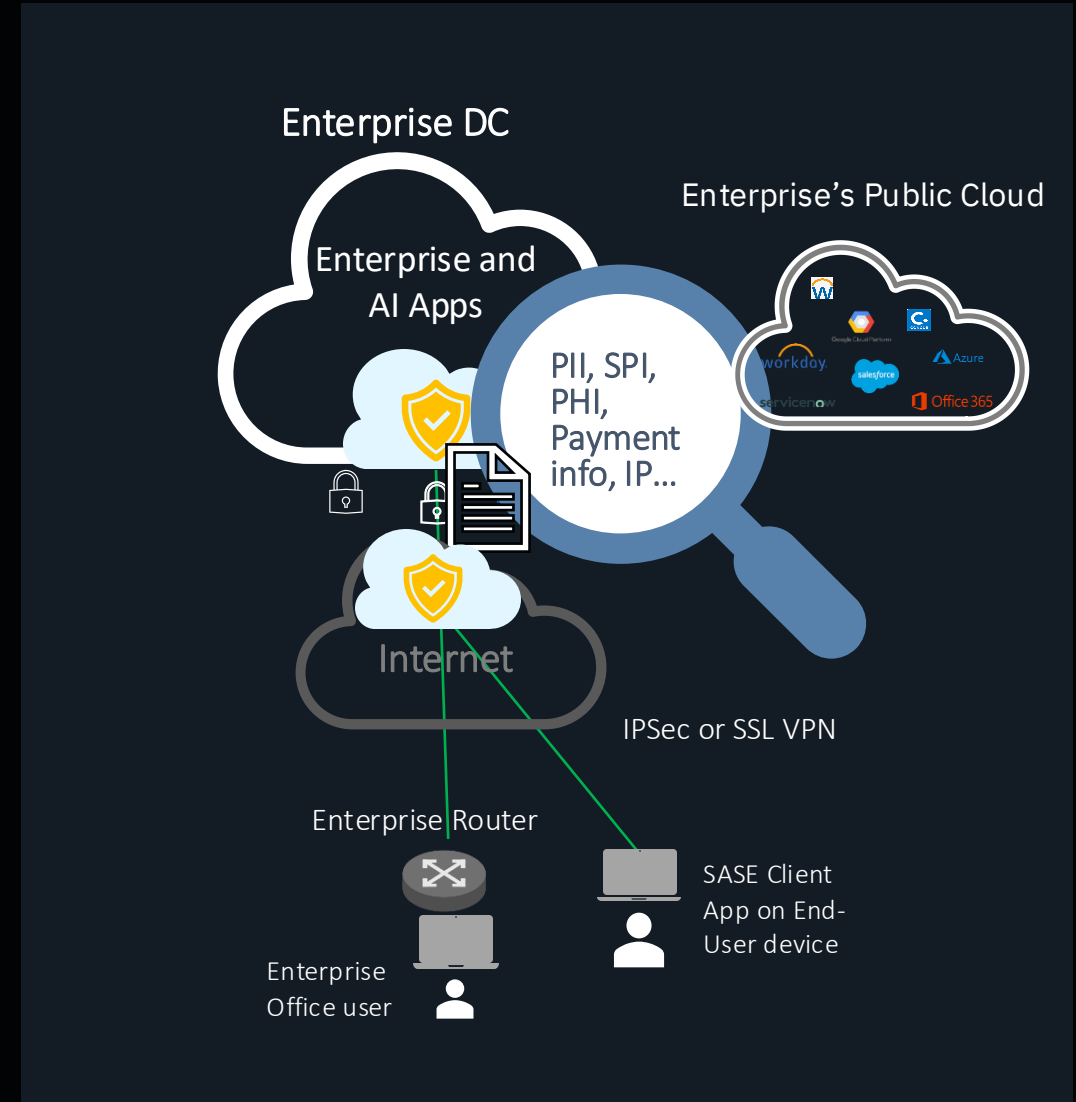 Enterprise DC
Enterprise's Public Cloud
Enterprise and
AI Apps
W
Google Cloud Platform
C.
workday.
Azure
salesforce
servicenow
Office 365
PII, SPI,
PHI,
Payment
info, IP...
Internet
IPSec or SSL VPN
Enterprise Router
SASE Client
App on End-
User device
Enterprise
Office user